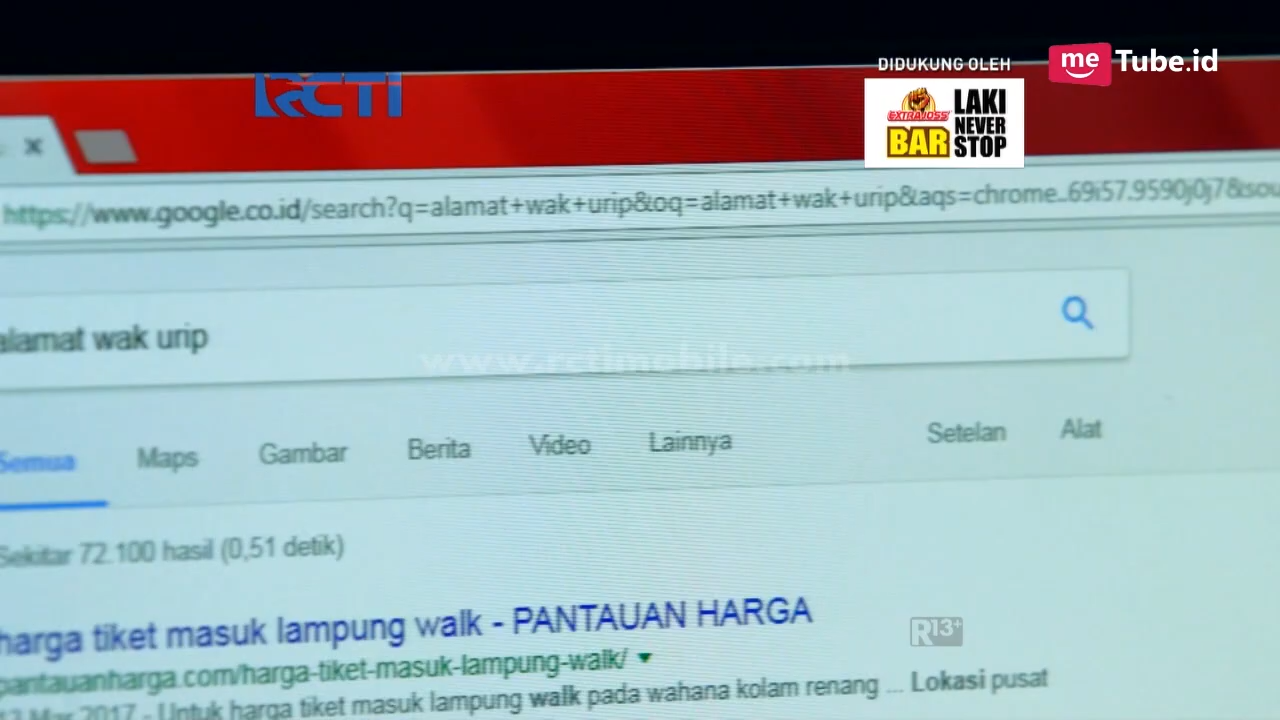 DIDUKUNG OLEH
me Tube.id
RCTI
EXTRAJOSS
BAR
LAKI
NEVER
STOP
https://www.google.co.id/search?q=alamat+wak+urip&oq=alamat+wak+urip&aqs=chrome..69i57.9590j0j7&sou
alamat wak urip
www.rctimobile.com
Semua Maps Gambar Berita Video Lainnya Setelan Alat
Sekitar 72.100 hasil (0,51 detik)
harga tiket masuk lampung walk - PANTAUAN HARGA
R13+
pantauanharga.com/harga-tiket-masuk-lampung-walk/
Mar 2017 - Untuk harga tiket masuk lampung walk pada wahana kolam renang ... Lokasi pusat